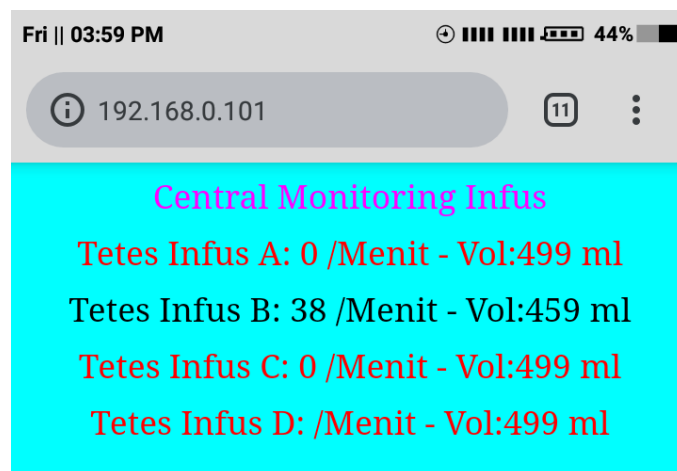 Fri || 03:59 PM 44%
192.168.0.101 11
Central Monitoring Infus
Tetes Infus A: 0 /Menit - Vol:499 ml
Tetes Infus B: 38 /Menit - Vol:459 ml
Tetes Infus C: 0 /Menit - Vol:499 ml
Tetes Infus D: /Menit - Vol:499 ml